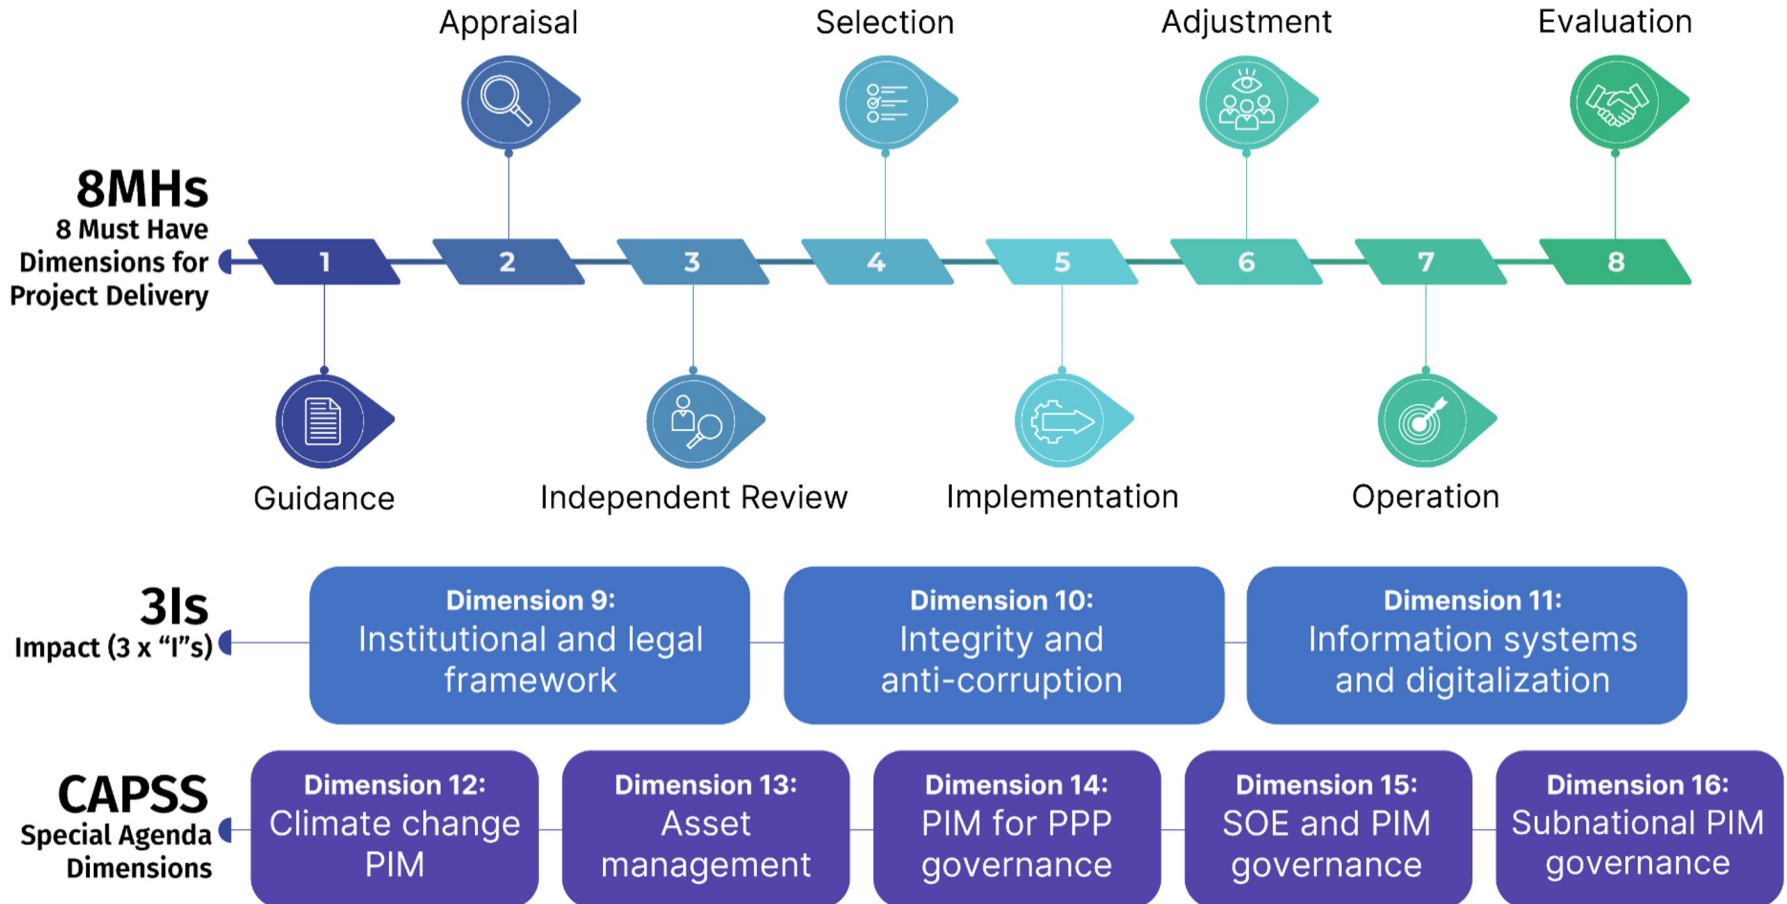 Appraisal
Selection
Adjustment
Evaluation
8MHs
8 Must Have
Dimensions for
Project Delivery
1
2
3
4
5
6
7
8
Guidance
Independent Review
Implementation
Operation
3Is
Impact (3 x “I”s)
Dimension 9:
Institutional and legal
framework
Dimension 10:
Integrity and
anti-corruption
Dimension 11:
Information systems
and digitalization
CAPSS
Special Agenda
Dimensions
Dimension 12:
Climate change
PIM
Dimension 13:
Asset
management
Dimension 14:
PIM for PPP
governance
Dimension 15:
SOE and PIM
governance
Dimension 16:
Subnational PIM
governance